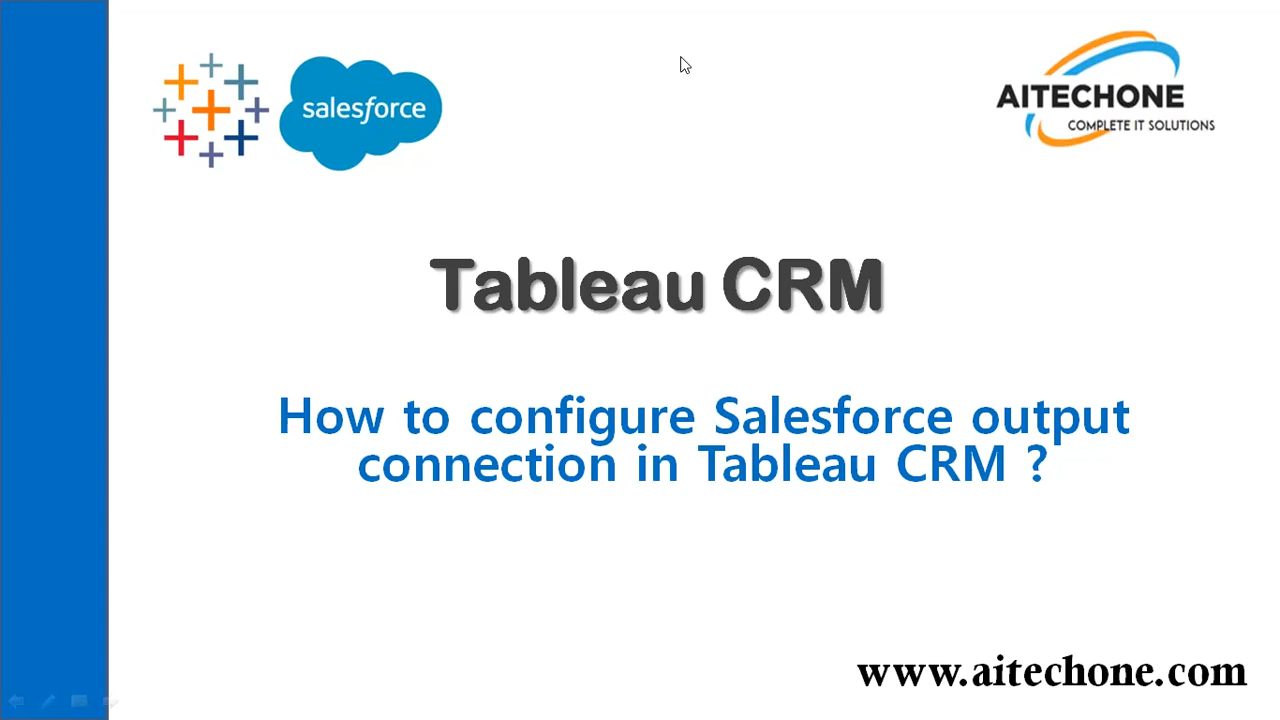 salesforce
AITECHONE
COMPLETE IT SOLUTIONS
Tableau CRM
How to configure Salesforce output
connection in Tableau CRM ?
www.aitechone.com